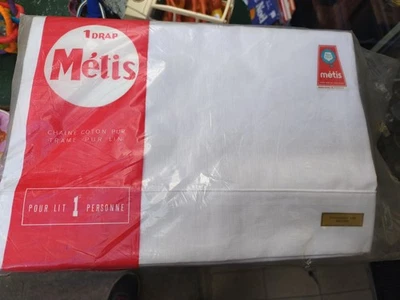 1 DRAP
Métis
métis
CHAINE COTON PUR
TRAME PUR LIN
POUR LIT 1 PERSONNE